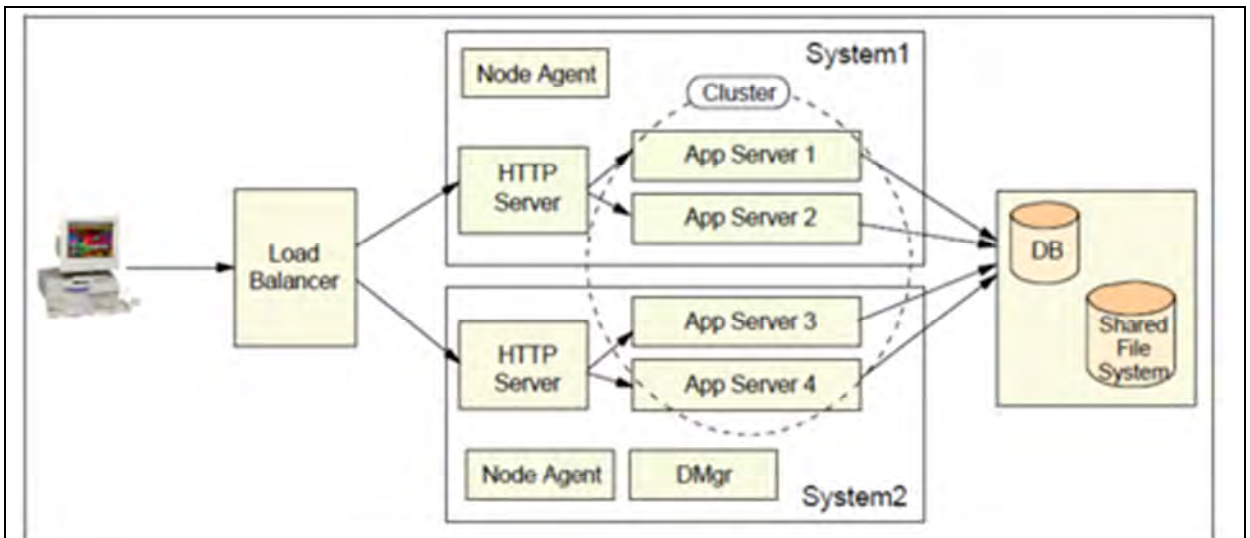 System1
Node Agent
Cluster
App Server 1
HTTP
Server
App Server 2
Load
Balancer
DB
Shared
File
System
App Server 3
HTTP
Server
App Server 4
Node Agent
DMgr
System2